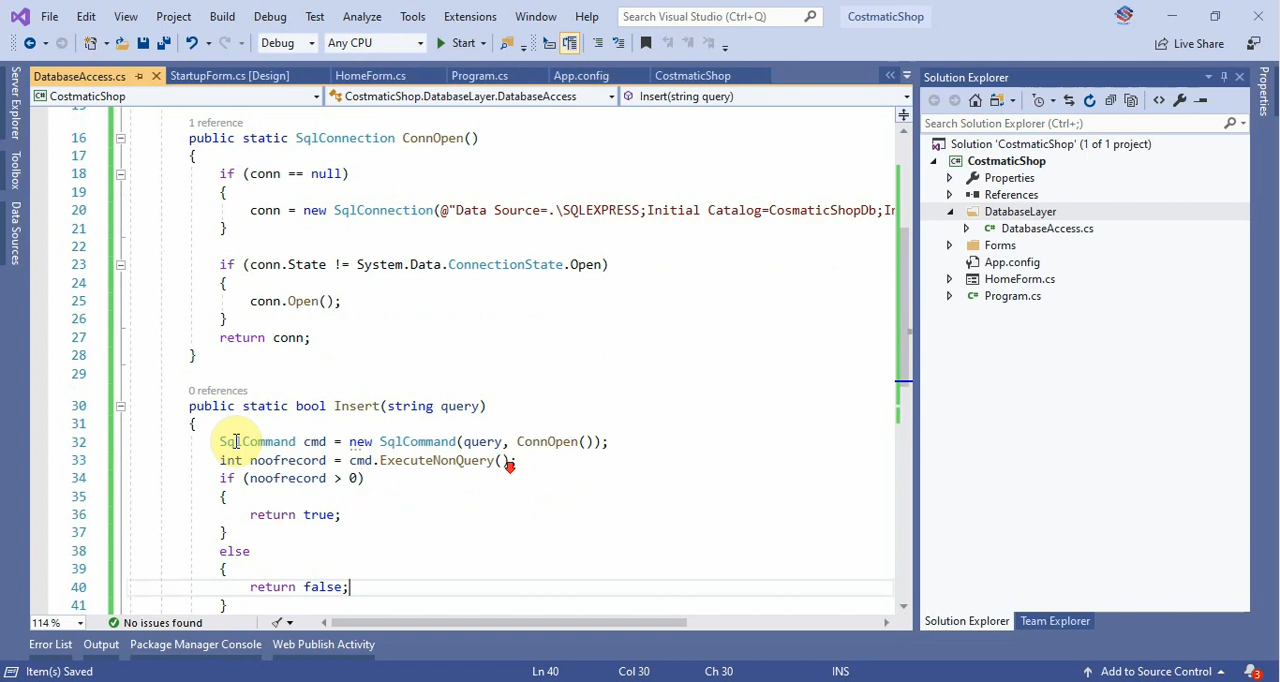 File Edit View Project Build Debug Test Analyze Tools Extensions Window Help Search Visual Studio (Ctrl+Q) CostmaticShop
Debug Any CPU Start Live Share
DatabaseAccess.cs StartupForm.cs [Design] HomeForm.cs Program.cs App.config CostmaticShop
CostmaticShop CostmaticShop.DatabaseLayer.DatabaseAccess Insert(string query)
Server Explorer
Toolbox
Data Sources
1 reference
16 public static SqlConnection ConnOpen()
17 {
18 if (conn == null)
19 {
20 conn = new SqlConnection(@"Data Source=.\SQLEXPRESS;Initial Catalog=CosmaticShopDb;In
21 }
22
23 if (conn.State != System.Data.ConnectionState.Open)
24 {
25 conn.Open();
26 }
27 return conn;
28 }
29
0 references
30 public static bool Insert(string query)
31 {
32 SqlCommand cmd = new SqlCommand(query, ConnOpen());
33 int noofrecord = cmd.ExecuteNonQuery();
34 if (noofrecord > 0)
35 {
36 return true;
37 }
38 else
39 {
40 return false;
41 }
114 % No issues found
Solution Explorer
Search Solution Explorer (Ctrl+;)
Solution 'CostmaticShop' (1 of 1 project)
CostmaticShop
Properties
References
DatabaseLayer
DatabaseAccess.cs
Forms
App.config
HomeForm.cs
Program.cs
Solution Explorer Team Explorer
Properties
Error List Output Package Manager Console Web Publish Activity
Item(s) Saved Ln 40 Col 30 Ch 30 INS Add to Source Control 3